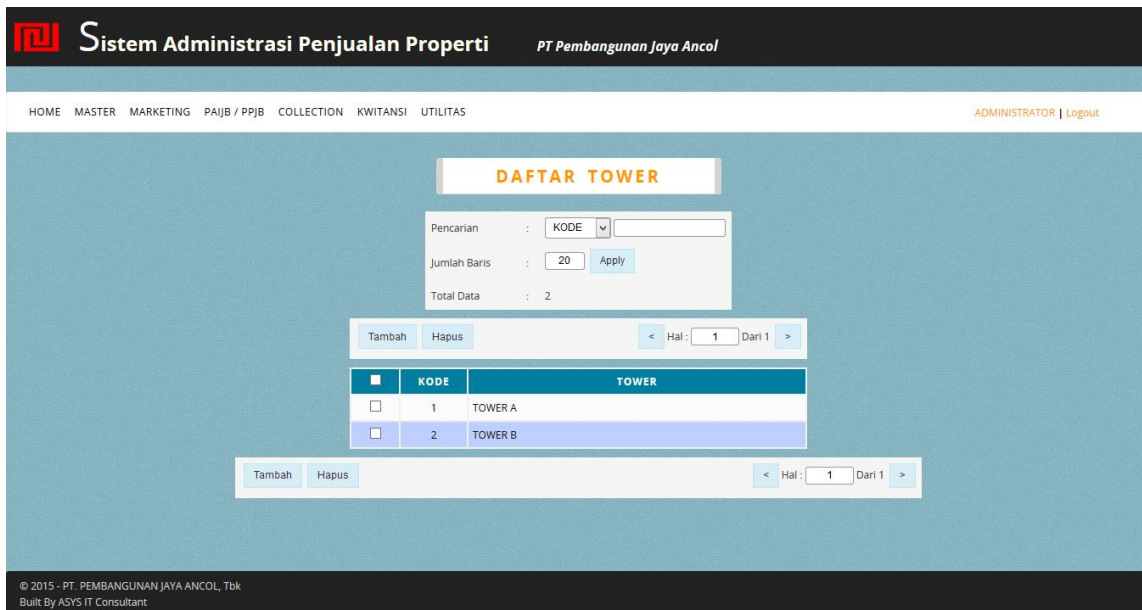 Sistem Administrasi Penjualan Properti PT Pembangunan Jaya Ancol
HOME MASTER MARKETING PAIJB / PPJB COLLECTION KWITANSI UTILITAS ADMINISTRATOR | Logout
DAFTAR TOWER
Pencarian : KODE
Jumlah Baris : 20 Apply
Total Data : 2
Tambah Hapus < Hal : 1 Dari 1 >
KODE TOWER
1 TOWER A
2 TOWER B
Tambah Hapus < Hal : 1 Dari 1 >
© 2015 - PT. PEMBANGUNAN JAYA ANCOL, Tbk
Built By ASYS IT Consultant